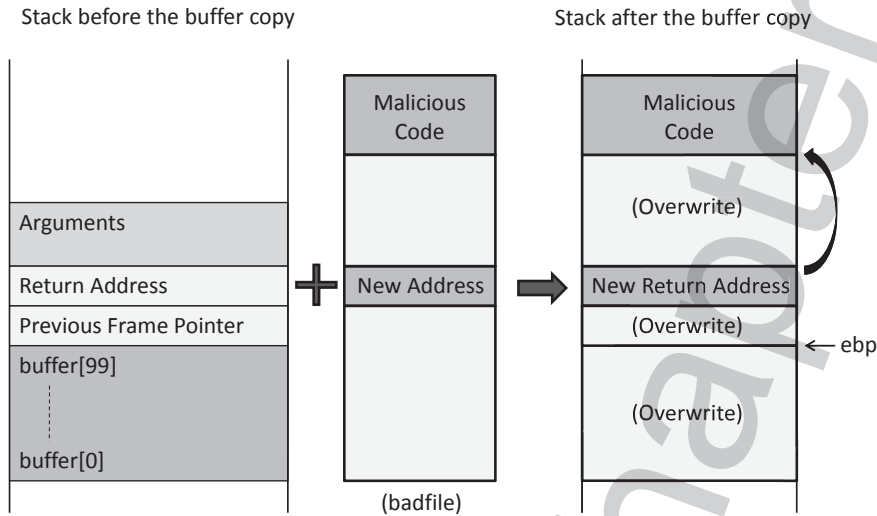 Stack before the buffer copy
Stack after the buffer copy
Arguments
Return Address
Previous Frame Pointer
buffer[99]
buffer[0]
Malicious
Code
New Address
(badfile)
Malicious
Code
(Overwrite)
New Return Address
(Overwrite)
ebp
(Overwrite)